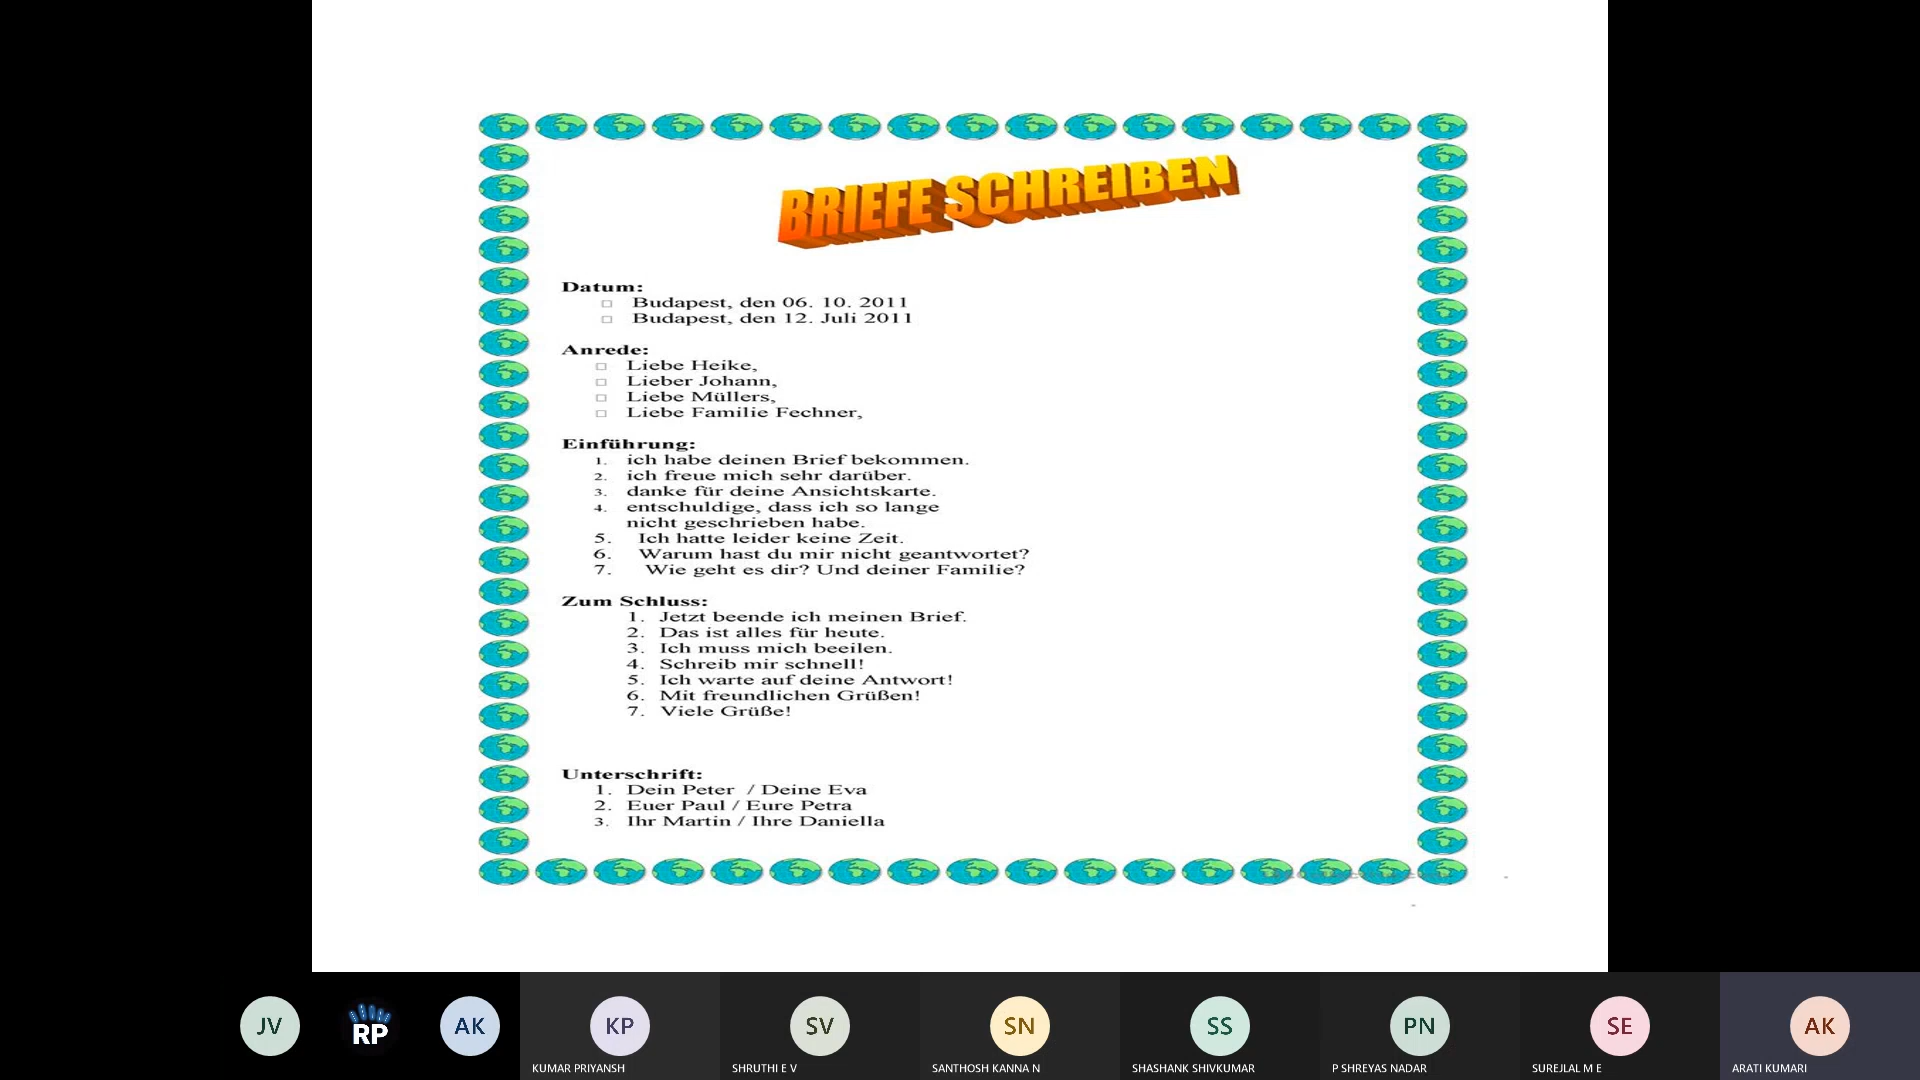 BRIEFE SCHREIBEN
Datum:
□ Budapest, den 06. 10. 2011
□ Budapest, den 12. Juli 2011
Anrede:
□ Liebe Heike,
□ Lieber Johann,
□ Liebe Müllers,
□ Liebe Familie Fechner,
Einführung:
1. ich habe deinen Brief bekommen.
2. ich freue mich sehr darüber.
3. danke für deine Ansichtskarte.
4. entschuldige, dass ich so lange
nicht geschrieben habe.
5. Ich hatte leider keine Zeit.
6. Warum hast du mir nicht geantwortet?
7. Wie geht es dir? Und deiner Familie?
Zum Schluss:
1. Jetzt beende ich meinen Brief.
2. Das ist alles für heute.
3. Ich muss mich beeilen.
4. Schreib mir schnell!
5. Ich warte auf deine Antwort!
6. Mit freundlichen Grüßen!
7. Viele Grüße!
Unterschrift:
1. Dein Peter / Deine Eva
2. Euer Paul / Eure Petra
3. Ihr Martin / Ihre Daniella
JV RP AK KP SV SN SS PN SE AK
KUMAR PRIYANSH SHRUTHI E V SANTHOSH KANNA N SHASHANK SHIVKUMAR P SHREYAS NADAR SUREJLAL M E ARATI KUMARI